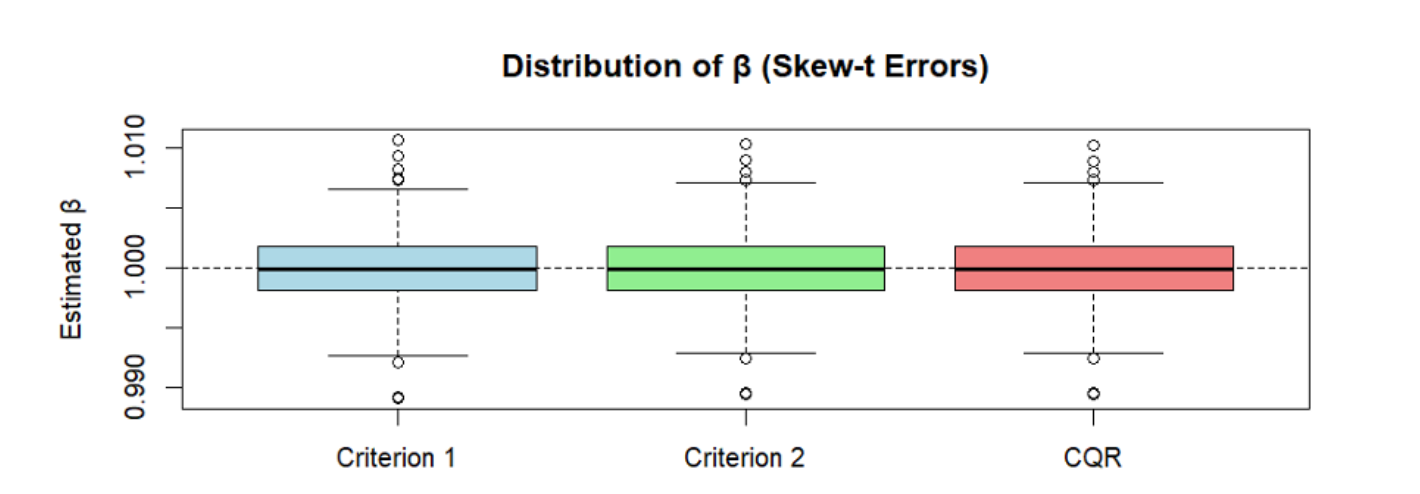 Distribution of β (Skew-t Errors)
Estimated β
1.010
1.000
0.990
Criterion 1
Criterion 2
CQR